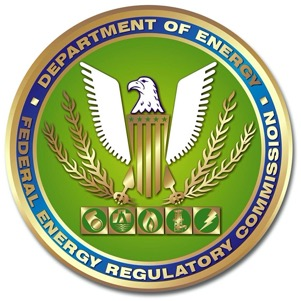 DEPARTMENT OF ENERGY
FEDERAL ENERGY REGULATORY COMMISSION